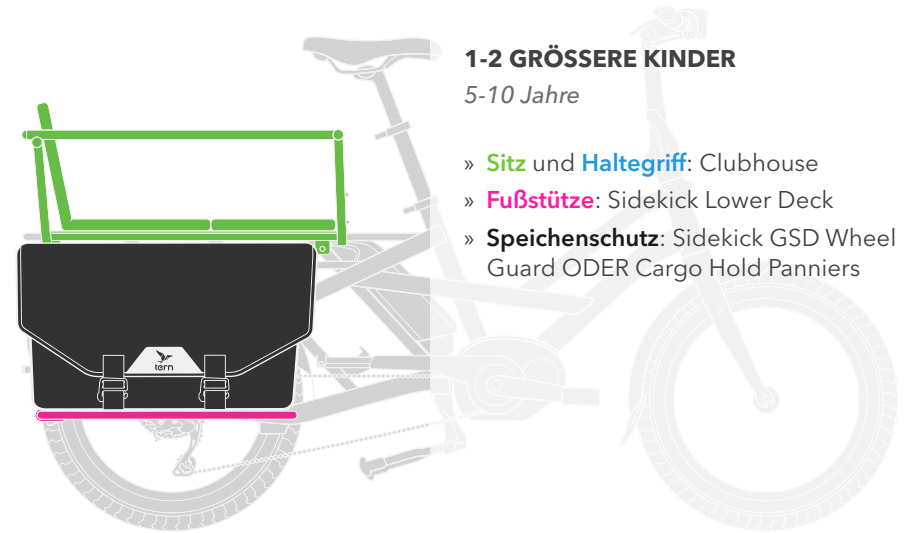 1-2 GRÖSSERE KINDER
5-10 Jahre
» Sitz und Haltegriff: Clubhouse
» Fußstütze: Sidekick Lower Deck
» Speichenschutz: Sidekick GSD Wheel
Guard ODER Cargo Hold Panniers
tern